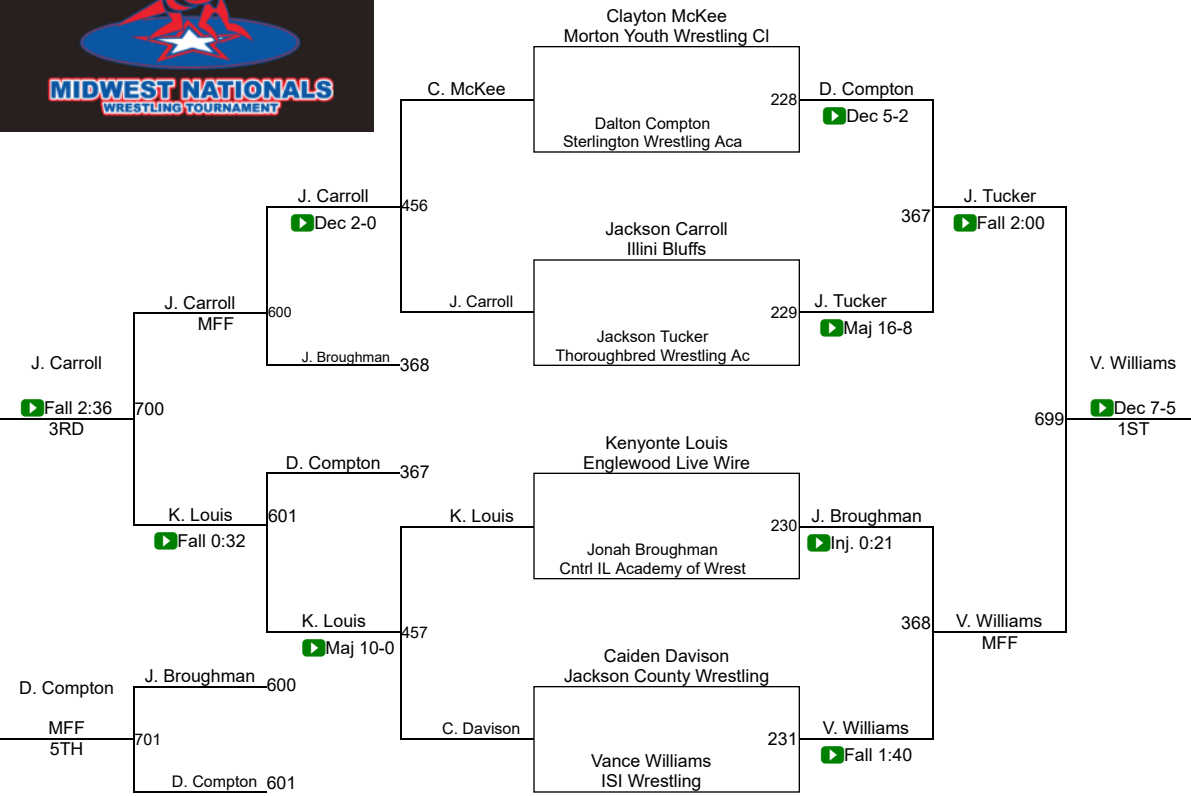 MIDWEST NATIONALS
WRESTLING TOURNAMENT
Clayton McKee
Morton Youth Wrestling Cl
C. McKee
228
D. Compton
Dec 5-2
Dalton Compton
Sterlington Wrestling Aca
J. Carroll
456
Dec 2-0
J. Tucker
367
Fall 2:00
Jackson Carroll
Illini Bluffs
J. Carroll
MFF
600
J. Carroll
229
J. Tucker
Maj 16-8
Jackson Tucker
Thoroughbred Wrestling Ac
J. Broughman
368
J. Carroll
Fall 2:36
3RD
700
V. Williams
699
Dec 7-5
1ST
Kenyonte Louis
Englewood Live Wire
D. Compton
367
K. Louis
Fall 0:32
601
K. Louis
230
J. Broughman
Inj. 0:21
Jonah Broughman
Cntrl IL Academy of Wrest
K. Louis
457
Maj 10-0
368
V. Williams
MFF
Caiden Davison
Jackson County Wrestling
J. Broughman
600
D. Compton
MFF
5TH
701
C. Davison
231
V. Williams
Fall 1:40
Vance Williams
ISI Wrestling
D. Compton
601